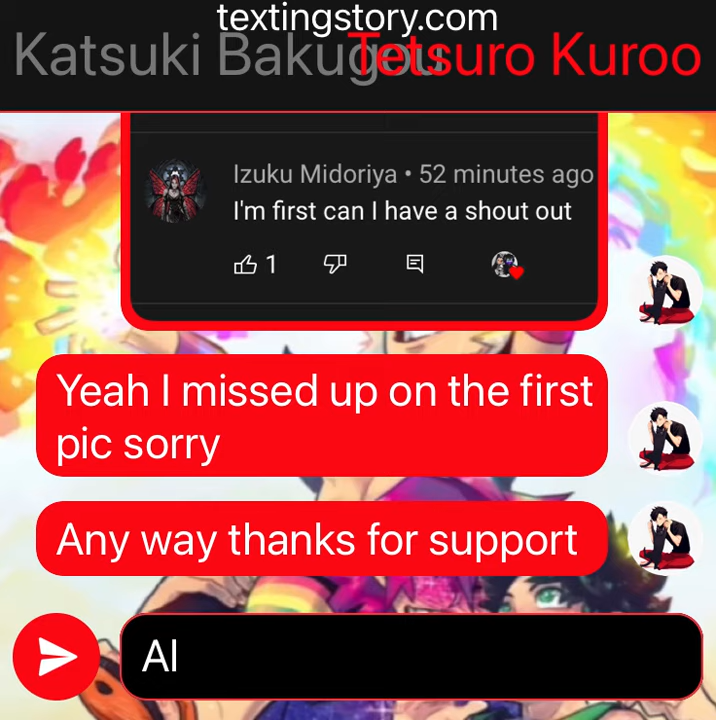 textingstory.com
Katsuki Bakugou
Tetsuro Kuroo
Izuku Midoriya • 52 minutes ago
I'm first can I have a shout out
1
Yeah I missed up on the first
pic sorry
Any way thanks for support
Al